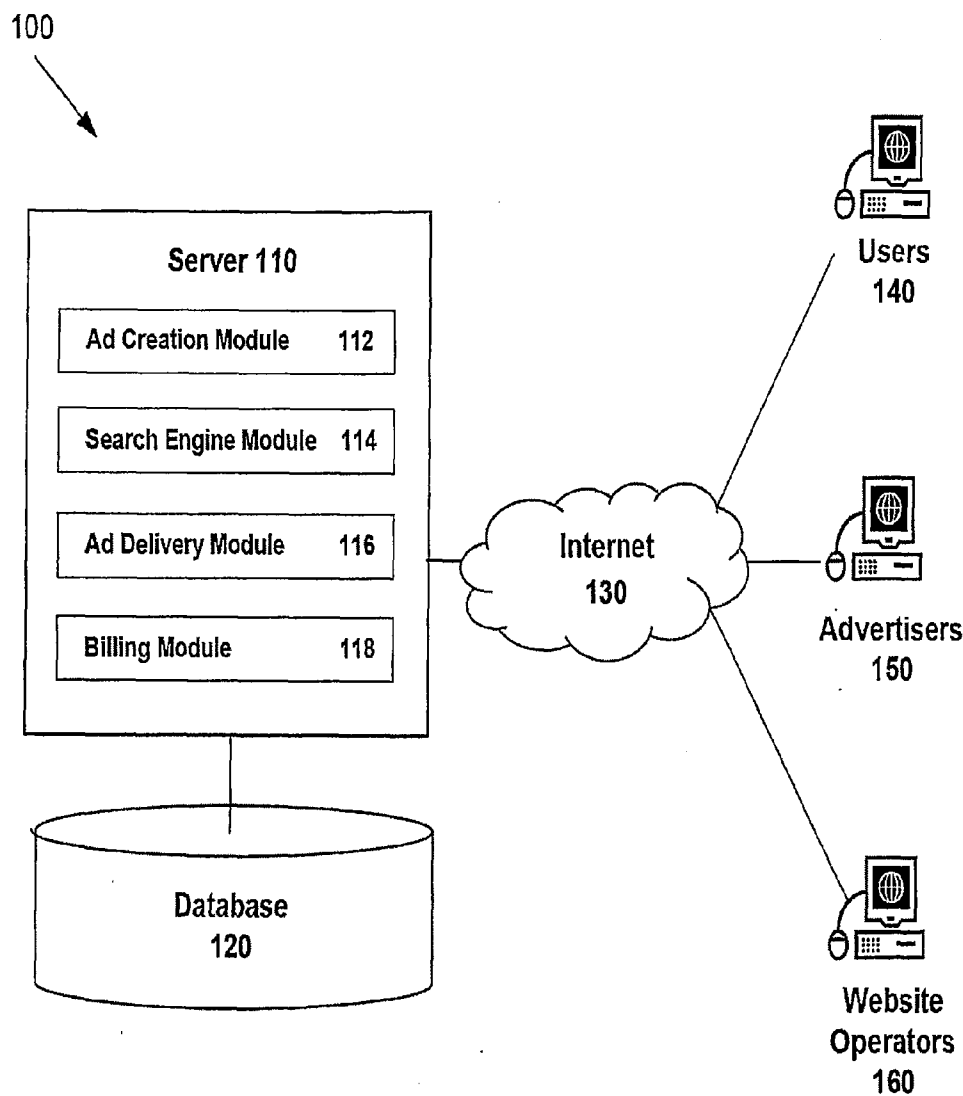 100
Server 110
Ad Creation Module 112
Search Engine Module 114
Ad Delivery Module 116
Billing Module 118
Database
120
Internet
130
Users
140
Advertisers
150
Website
Operators
160